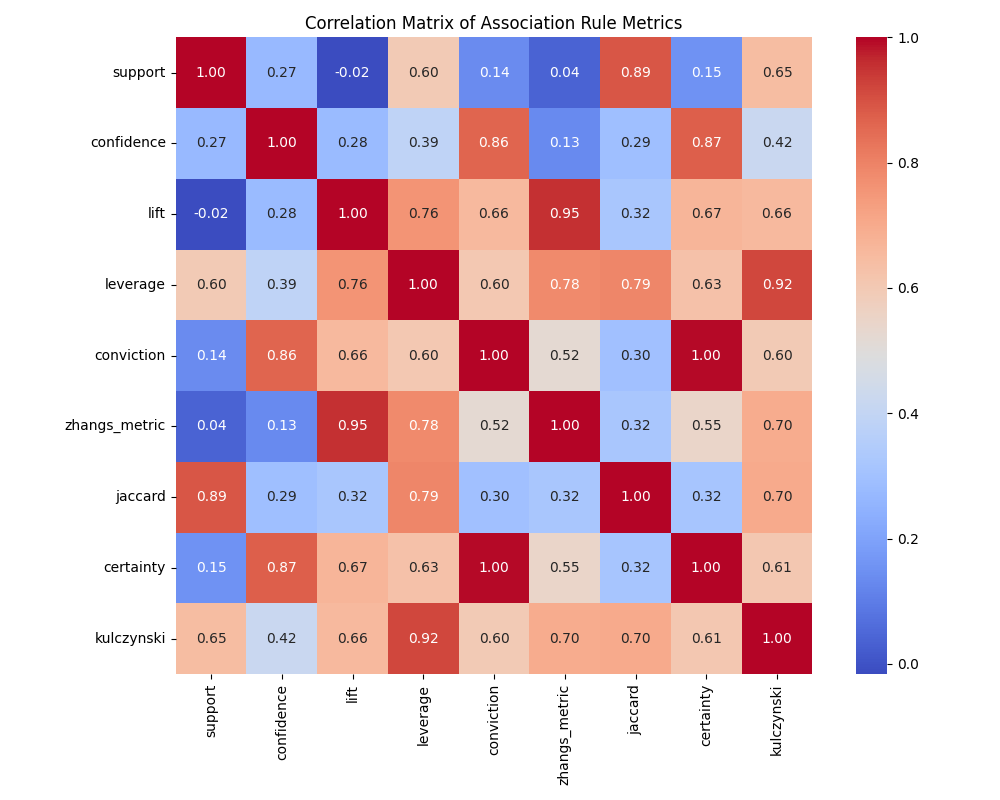 Correlation Matrix of Association Rule Metrics
support 1.00 0.27 -0.02 0.60 0.14 0.04 0.89 0.15 0.65
confidence 0.27 1.00 0.28 0.39 0.86 0.13 0.29 0.87 0.42
lift -0.02 0.28 1.00 0.76 0.66 0.95 0.32 0.67 0.66
leverage 0.60 0.39 0.76 1.00 0.60 0.78 0.79 0.63 0.92
conviction 0.14 0.86 0.66 0.60 1.00 0.52 0.30 1.00 0.60
zhangs_metric 0.04 0.13 0.95 0.78 0.52 1.00 0.32 0.55 0.70
jaccard 0.89 0.29 0.32 0.79 0.30 0.32 1.00 0.32 0.70
certainty 0.15 0.87 0.67 0.63 1.00 0.55 0.32 1.00 0.61
kulczynski 0.65 0.42 0.66 0.92 0.60 0.70 0.70 0.61 1.00
support confidence lift leverage conviction zhangs_metric jaccard certainty kulczynski
1.0
0.8
0.6
0.4
0.2
0.0